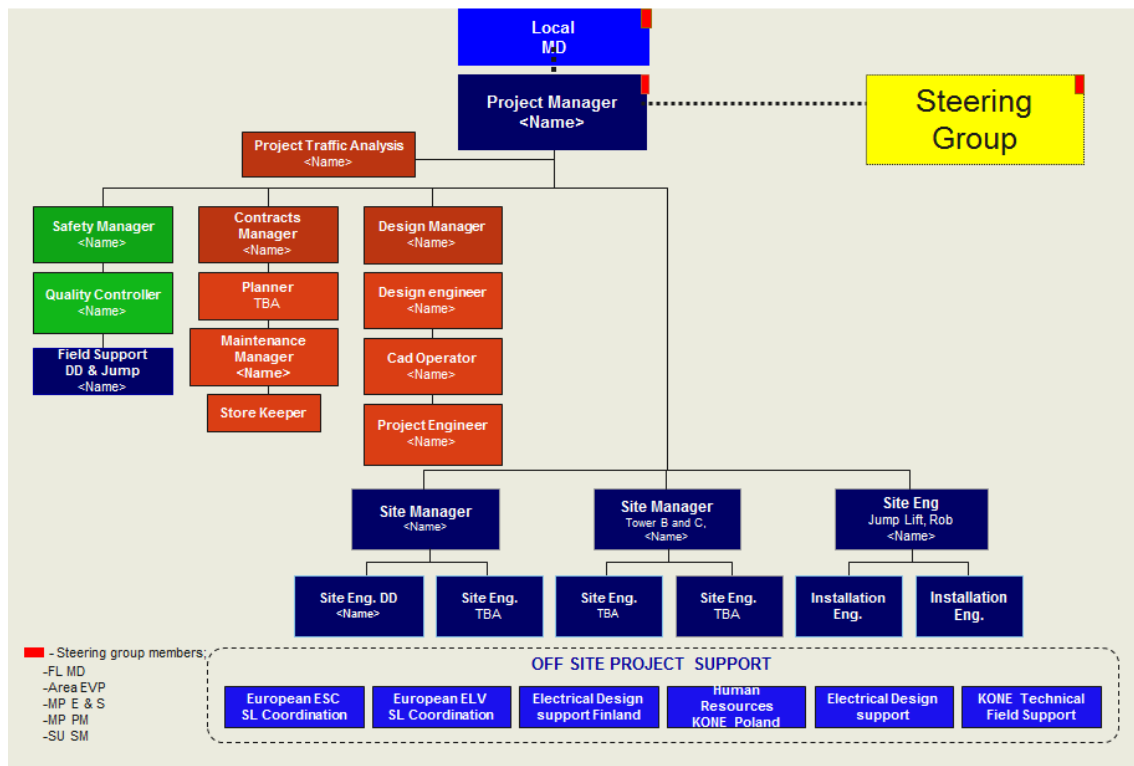 Local
MD
Project Manager
<Name>
Steering
Group
Project Traffic Analysis
<Name>
Safety Manager
<Name>
Contracts
Manager
<Name>
Design Manager
<Name>
Quality Controller
<Name>
Planner
TBA
Design engineer
<Name>
Field Support
DD & Jump
<Name>
Maintenance
Manager
<Name>
Cad Operator
<Name>
Store Keeper
Project Engineer
<Name>
Site Manager
<Name>
Site Manager
Tower B and C,
<Name>
Site Eng
Jump Lift, Rob
<Name>
Site Eng. DD
<Name>
Site Eng.
TBA
Site Eng.
TBA
Site Eng.
TBA
Installation
Eng.
Installation
Eng.
- Steering group members;
-FL MD
-Area EVP
-MP E & S
-MP PM
-SU SM
OFF SITE PROJECT SUPPORT
European ESC
SL Coordination
European ELV
SL Coordination
Electrical Design
support Finland
Human
Resources
KONE Poland
Electrical Design
support
KONE Technical
Field Support